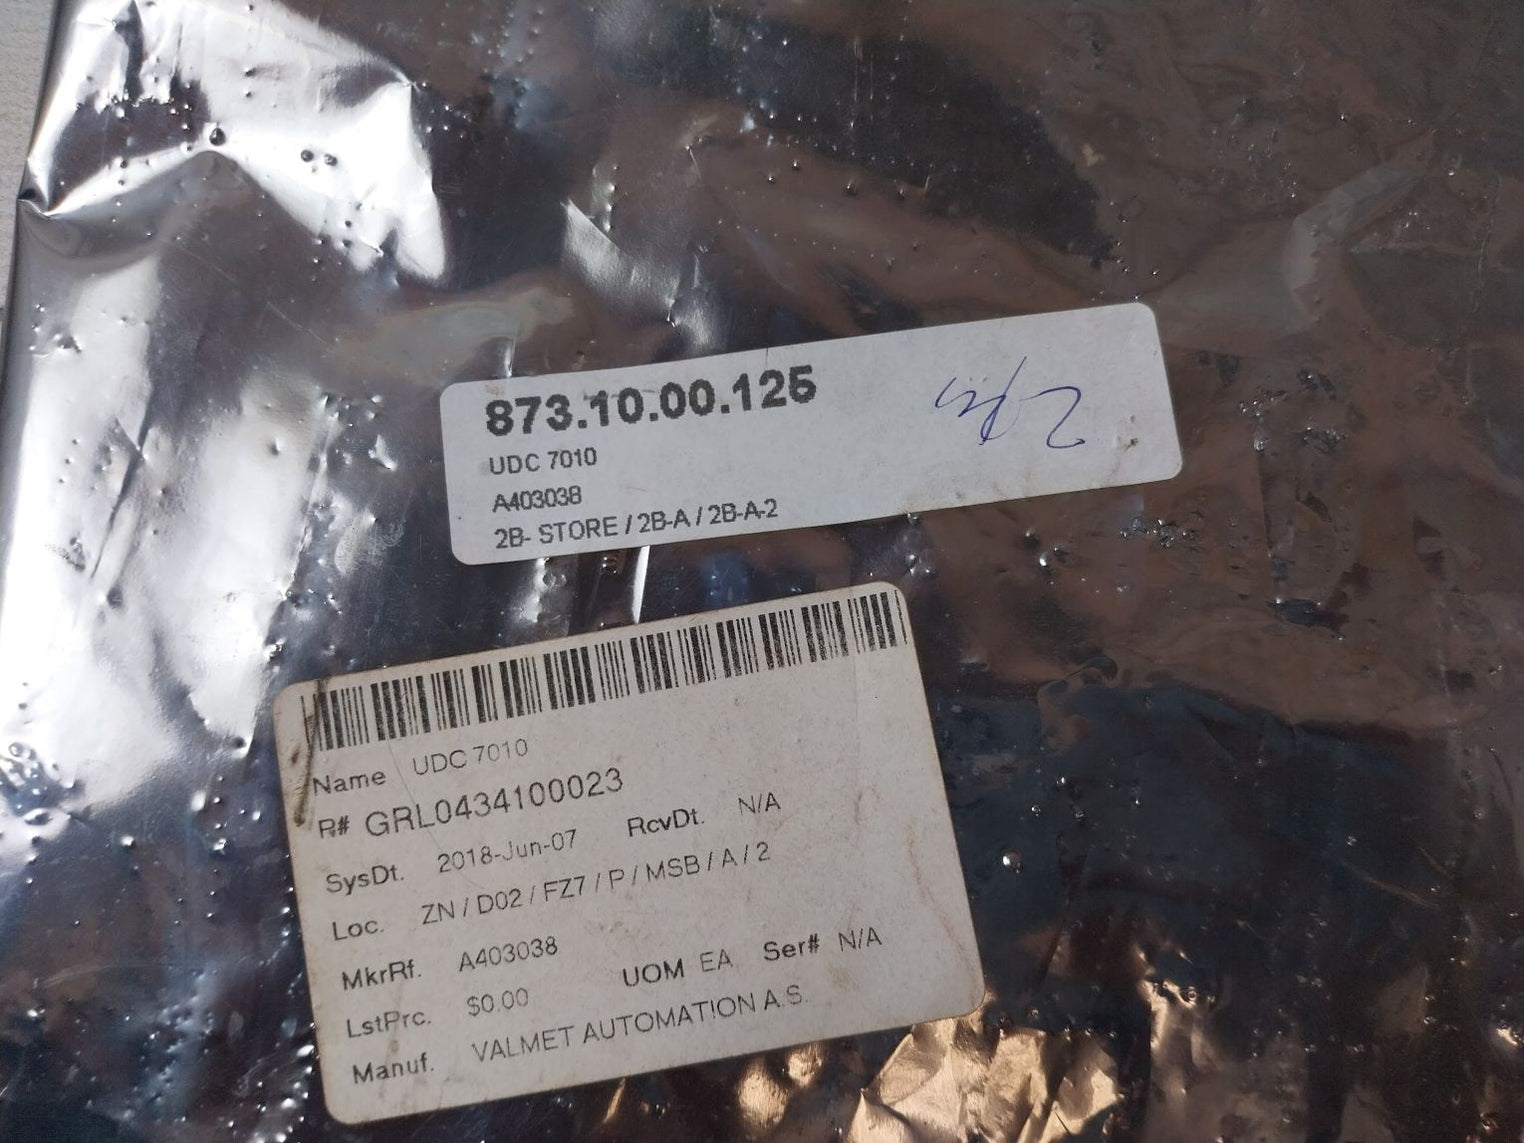 873.10.00.125
UDC 7010
A403038
2B- STORE / 2B-A / 2B-A-2
Name UDC 7010
R# GRL0434100023
SysDt. 2018-Jun-07 RcvDt. N/A
Loc. ZN / D02 / FZ7 / P / MSB / A / 2
MkrRf. A403038
LstPrc. $0.00 UOM EA Ser# N/A
Manuf. VALMET AUTOMATION A.S.